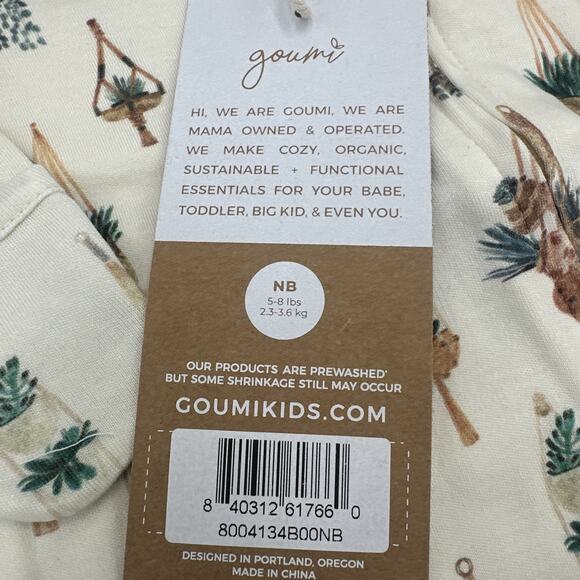 goumi
HI, WE ARE GOUMI, WE ARE
MAMA OWNED & OPERATED.
WE MAKE COZY, ORGANIC,
SUSTAINABLE + FUNCTIONAL
ESSENTIALS FOR YOUR BABE,
TODDLER, BIG KID, & EVEN YOU.
NB
5-8 lbs
2.3-3.6 kg
OUR PRODUCTS ARE PREWASHED'
BUT SOME SHRINKAGE STILL MAY OCCUR
GOUMIKIDS.COM
8 40312 61766 0
8004134B00NB
DESIGNED IN PORTLAND, OREGON
MADE IN CHINA